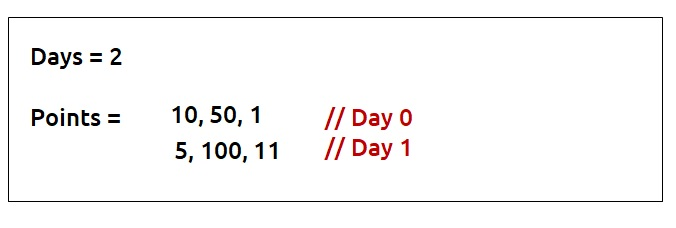 Days = 2
Points = 10, 50, 1 // Day 0
5, 100, 11 // Day 1